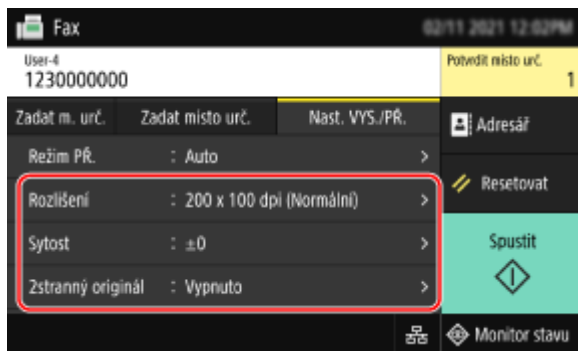 Fax
02/11 2021 12:02PM
User-4
1230000000
Potvrdit místo urč.
1
Zadat m. urč. Zadat místo urč. Nast. VYS./PŘ.
Adresář
Režim PŘ. : Auto
Rozlišení : 200 x 100 dpi (Normální)
Resetovat
Sytost : ±0
Spustit
2stranný originál : Vypnuto
Monitor stavu